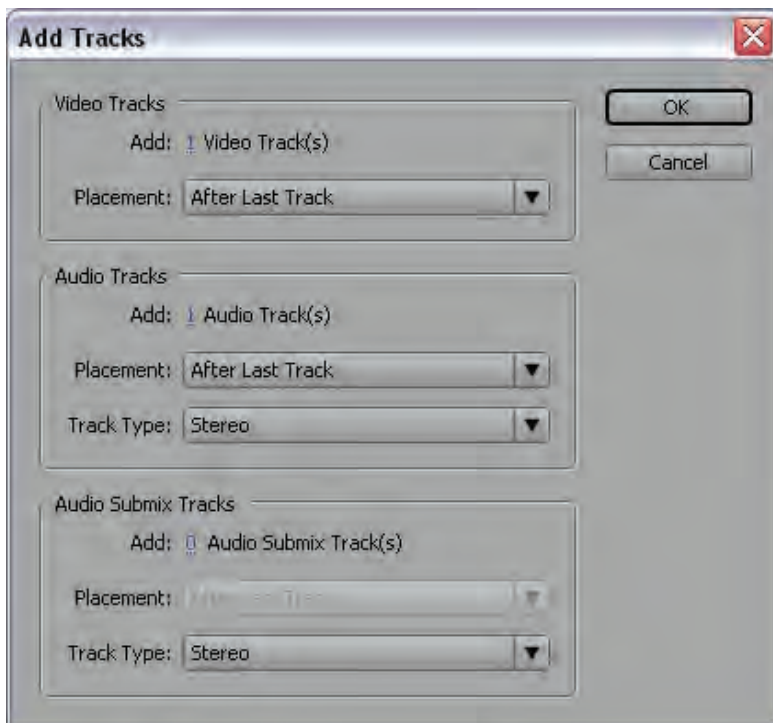 Add Tracks
Video Tracks
Add: 1 Video Track(s)
Placement: After Last Track
Audio Tracks
Add: 1 Audio Track(s)
Placement: After Last Track
Track Type: Stereo
Audio Submix Tracks
Add: 0 Audio Submix Track(s)
Placement:
Track Type: Stereo
OK
Cancel